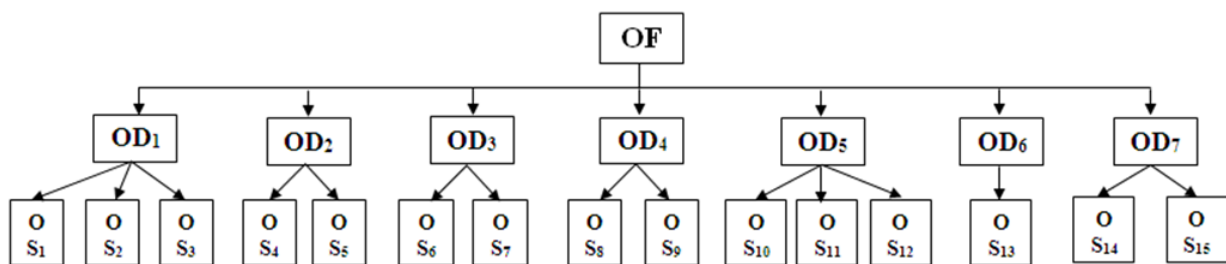 OF
OD₁ OD₂ OD₃ OD₄ OD₅ OD₆ OD₇
O O O O O O O O O O O O O O O
S₁ S₂ S₃ S₄ S₅ S₆ S₇ S₈ S₉ S₁₀ S₁₁ S₁₂ S₁₃ S₁₄ S₁₅